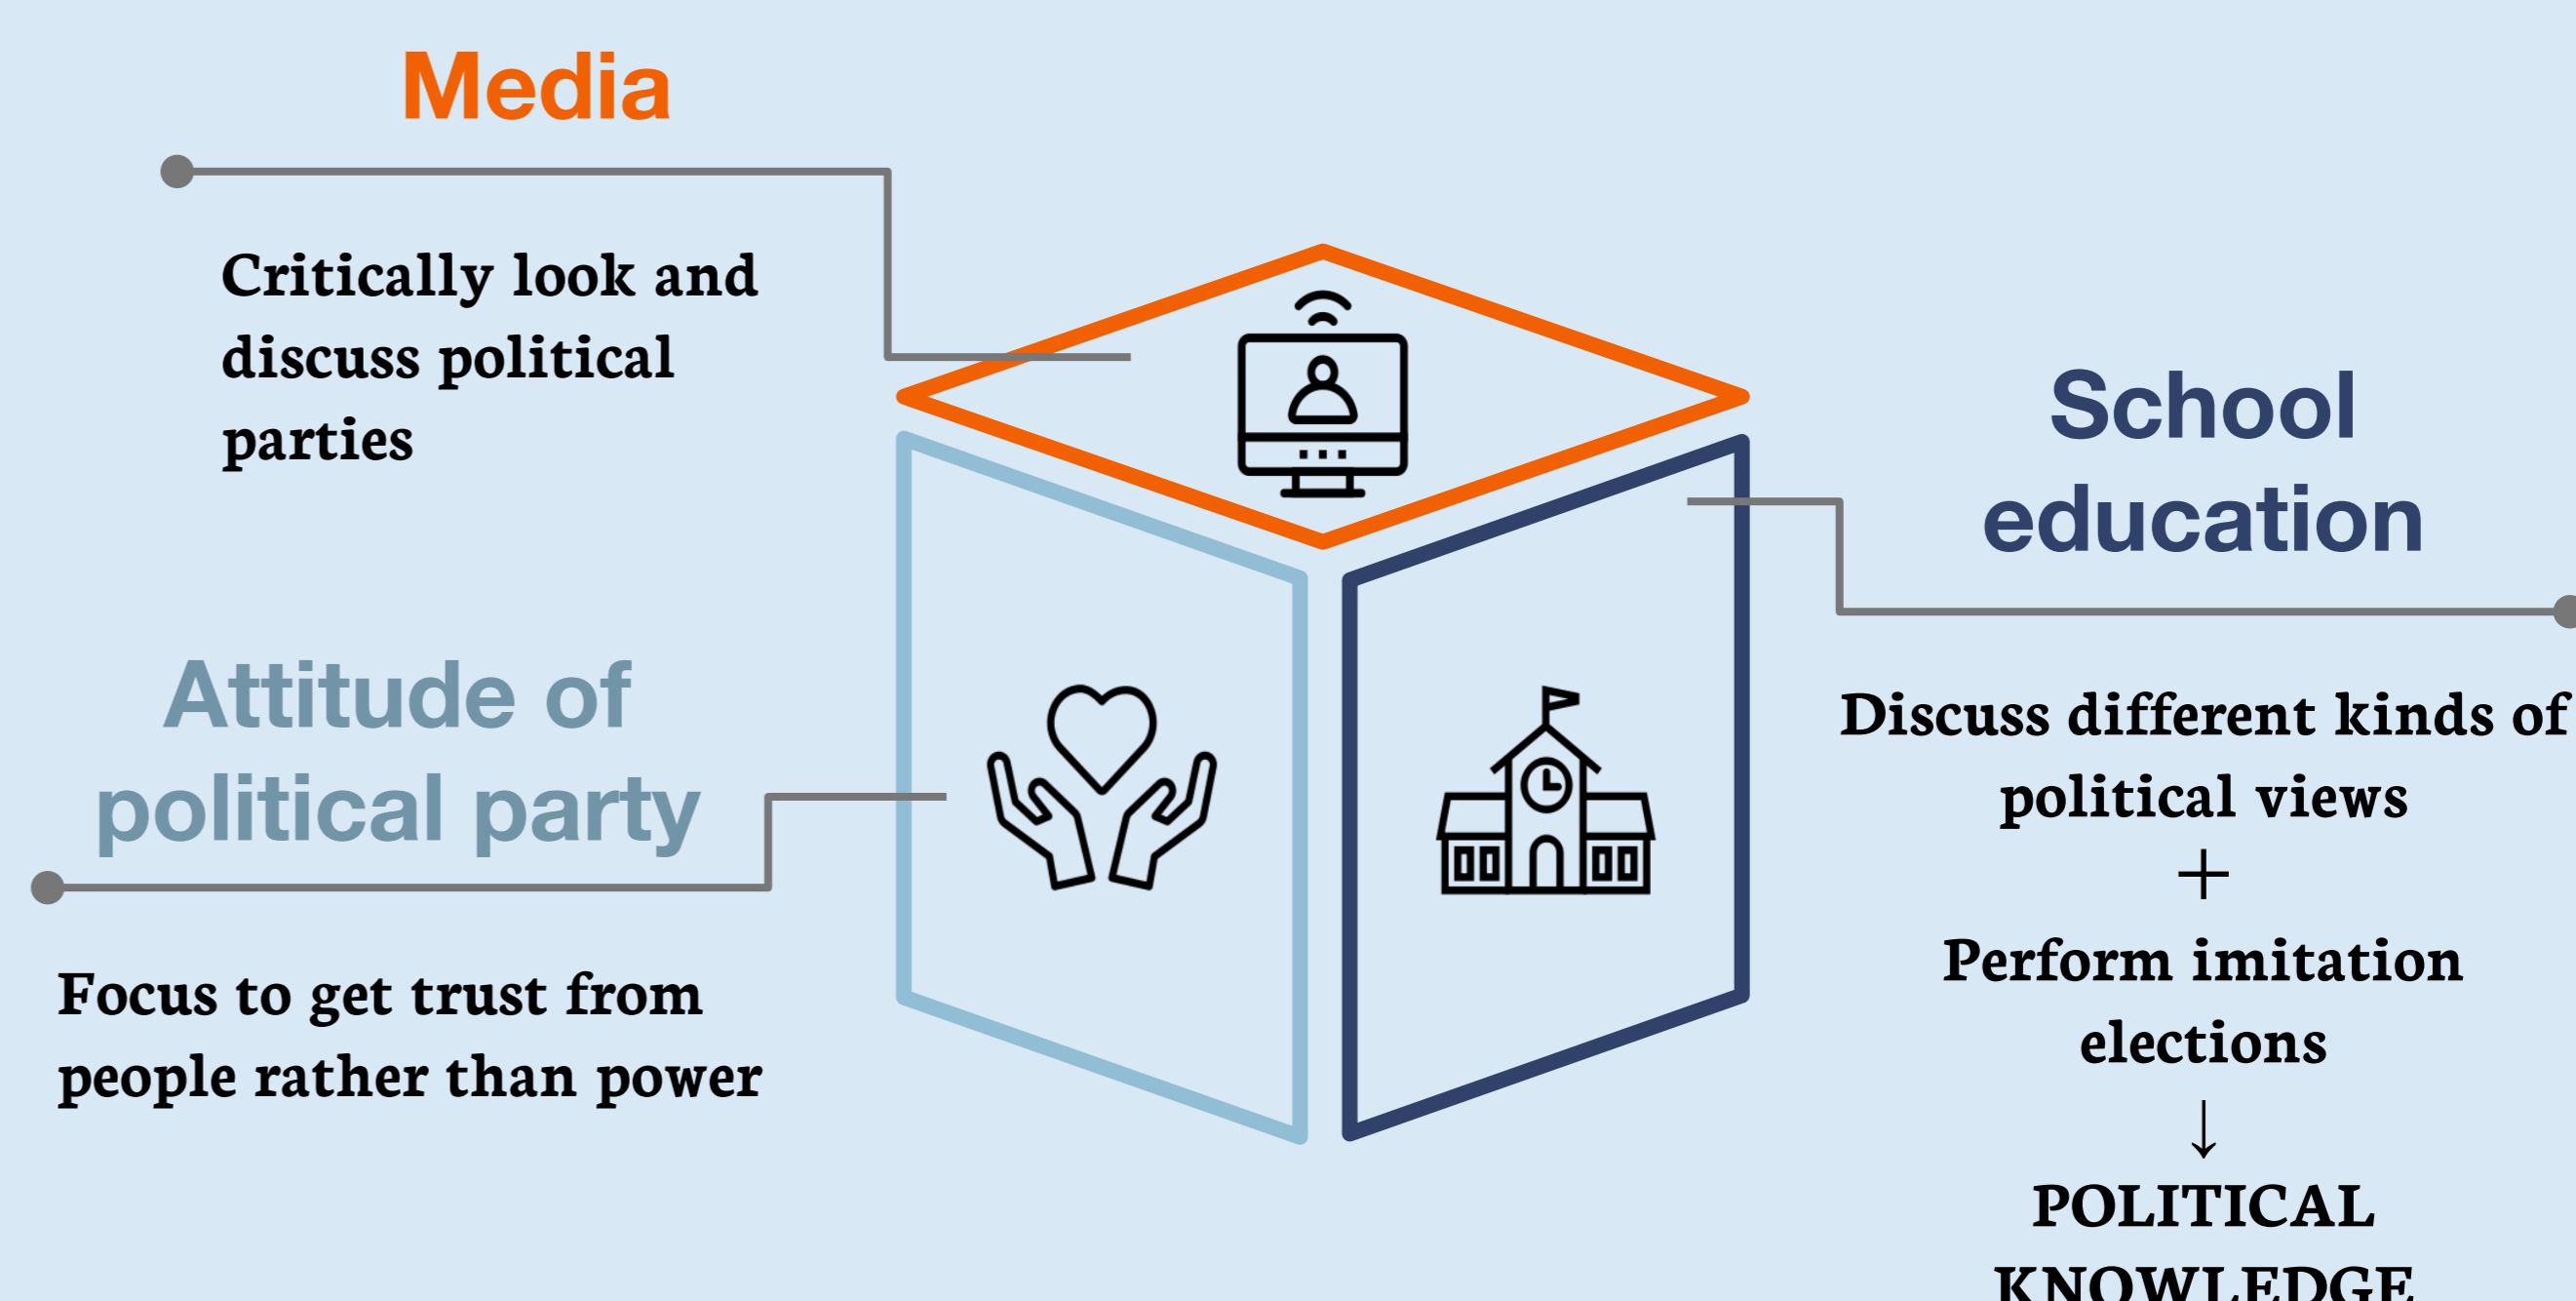 Media
Critically look and
discuss political
parties
Attitude of
political party
Focus to get trust from
people rather than power
School
education
Discuss different kinds of
political views
+
Perform imitation
elections
↓
POLITICAL
KNOWLEDGE